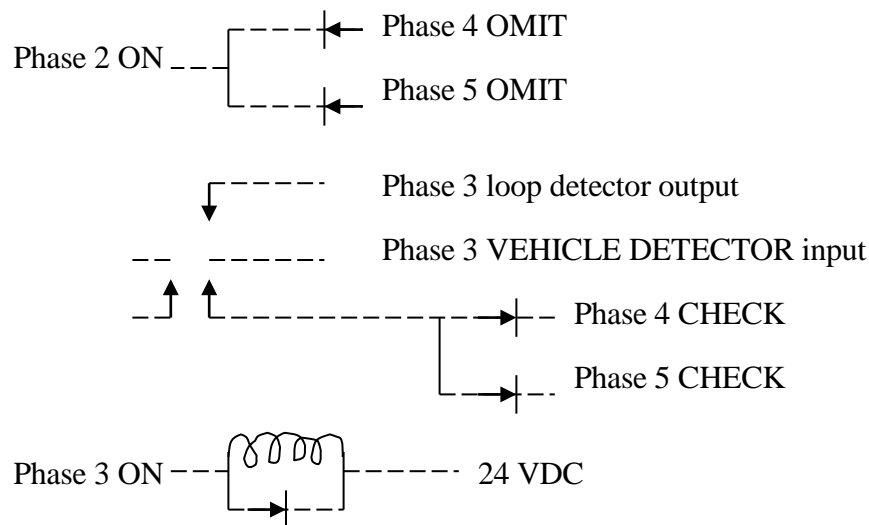 Phase 4 OMIT
Phase 2 ON
Phase 5 OMIT
Phase 3 loop detector output
Phase 3 VEHICLE DETECTOR input
Phase 4 CHECK
Phase 5 CHECK
Phase 3 ON
24 VDC